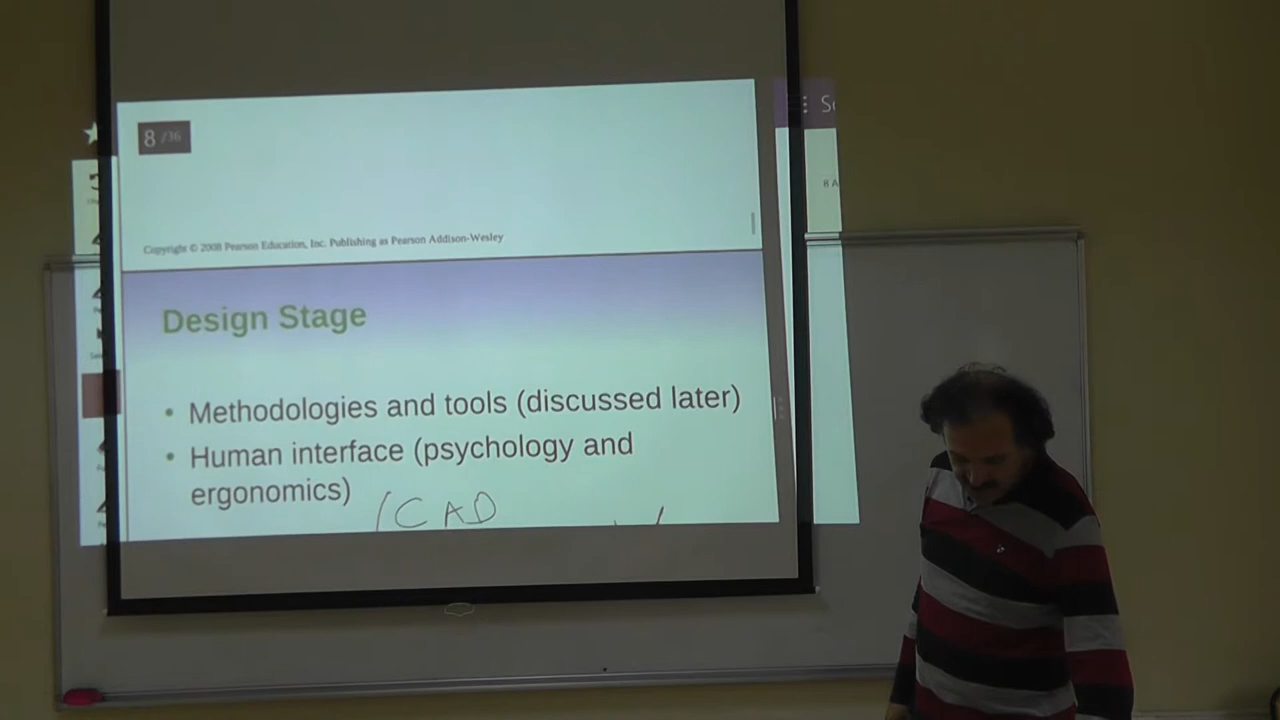 8 /36
Copyright © 2008 Pearson Education, Inc. Publishing as Pearson Addison-Wesley
Design Stage
• Methodologies and tools (discussed later)
• Human interface (psychology and
ergonomics)
CAD